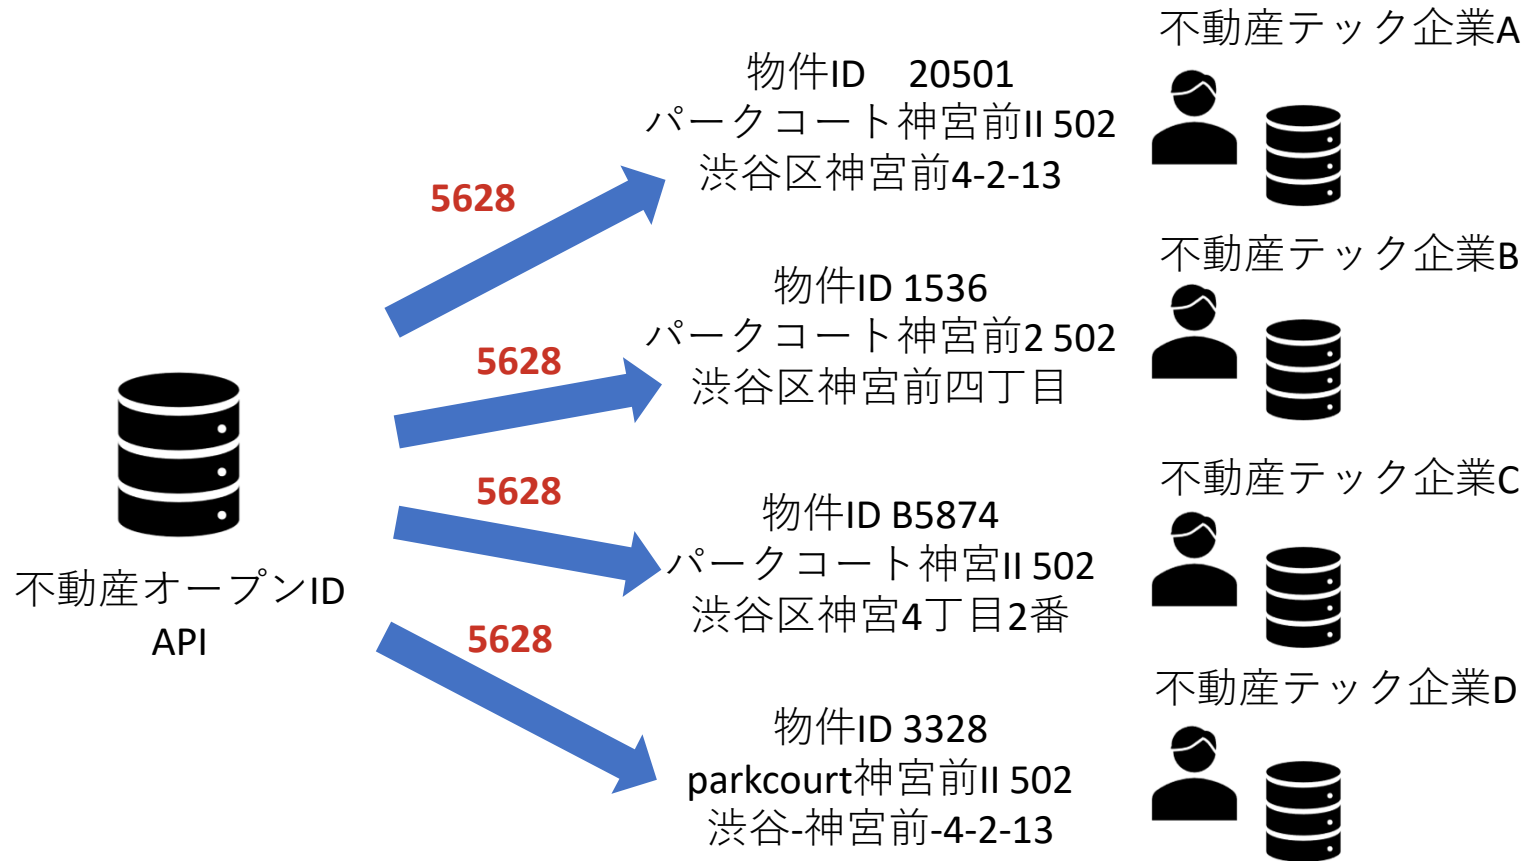 不動産テック企業A
物件ID 20501
パークコート神宮前II 502
渋谷区神宮前4-2-13
5628
不動産テック企業B
物件ID 1536
パークコート神宮前2 502
渋谷区神宮前四丁目
5628
不動産テック企業C
物件ID B5874
パークコート神宮II 502
渋谷区神宮4丁目2番
5628
不動産オープンID
API
不動産テック企業D
物件ID 3328
parkcourt神宮前II 502
渋谷-神宮前-4-2-13
5628